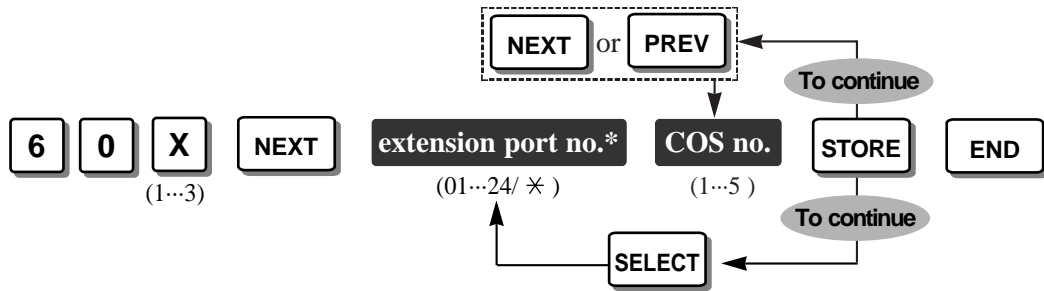 NEXT or PREV
To continue
6 0 X NEXT extension port no.* COS no. STORE END
(1···3) (01···24/ ✳ ) (1···5 )
To continue
SELECT